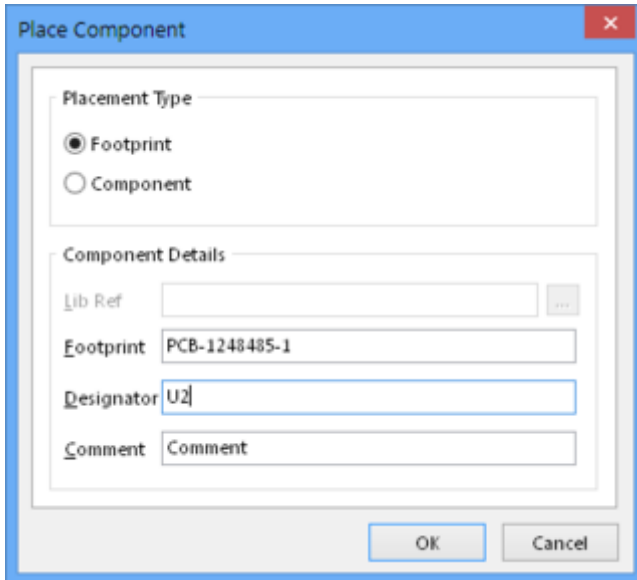 Place Component
×
Placement Type
Footprint
Component
Component Details
Lib Ref
...
Footprint PCB-1248485-1
Designator U2
Comment Comment
OK Cancel